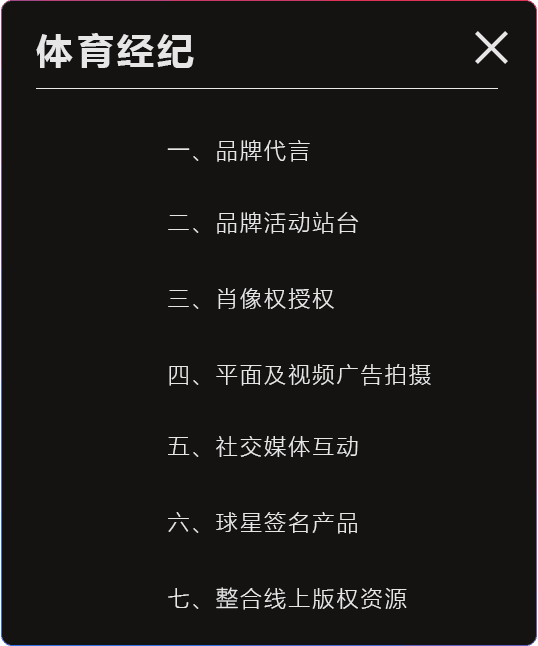 体育经纪
一、品牌代言
二、品牌活动站台
三、肖像权授权
四、平面及视频广告拍摄
五、社交媒体互动
六、球星签名产品
七、整合线上版权资源